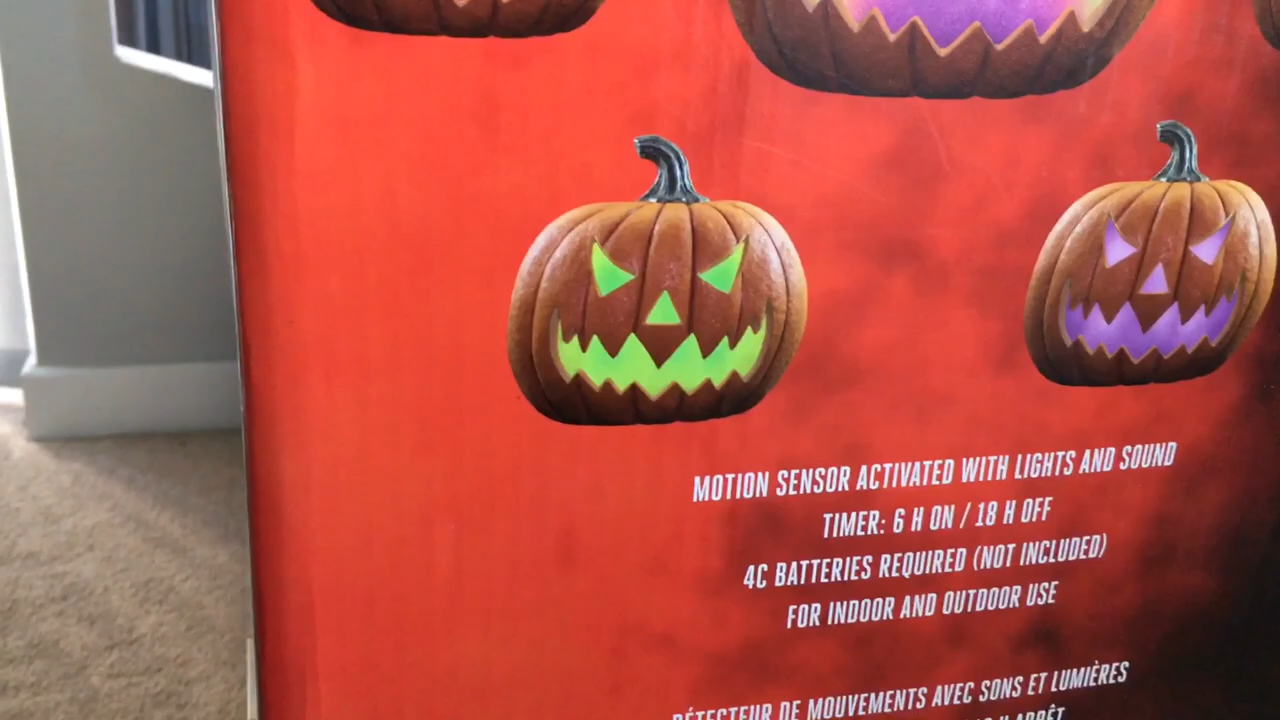 MOTION SENSOR ACTIVATED WITH LIGHTS AND SOUND
TIMER: 6 H ON / 18 H OFF
4C BATTERIES REQUIRED (NOT INCLUDED)
FOR INDOOR AND OUTDOOR USE
DÉTECTEUR DE MOUVEMENTS AVEC SONS ET LUMIÈRES
H ARRÊT